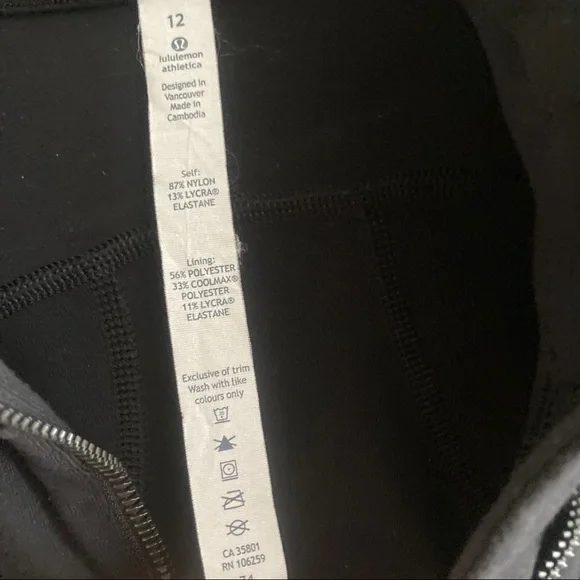 12
lululemon
athletica
Designed in
Vancouver
Made in
Cambodia
Self:
87% NYLON
13% LYCRA®
ELASTANE
Lining:
56% POLYESTER
33% COOLMAX®
POLYESTER
11% LYCRA®
ELASTANE
Exclusive of trim
Wash with like
colours only
CA 35801
RN 106259